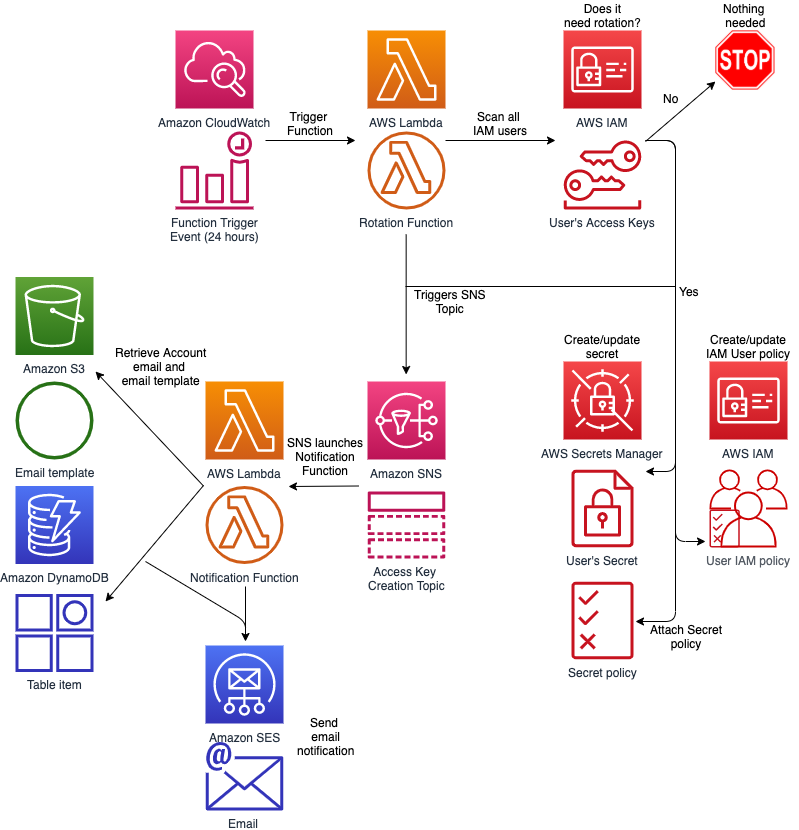 Does it
need rotation?
Nothing
needed
STOP
Amazon CloudWatch
Trigger
Function
AWS Lambda
Scan all
IAM users
AWS IAM
No
Function Trigger
Event (24 hours)
Rotation Function
User's Access Keys
Triggers SNS
Topic
Yes
Create/update
secret
Create/update
IAM User policy
Amazon S3
Retrieve Account
email and
email template
AWS Lambda
SNS launches
Notification
Function
Amazon SNS
AWS Secrets Manager
AWS IAM
Email template
Amazon DynamoDB
Notification Function
Access Key
Creation Topic
User's Secret
User IAM policy
Table item
Attach Secret
policy
Secret policy
Amazon SES
Send
email
notification
@
Email